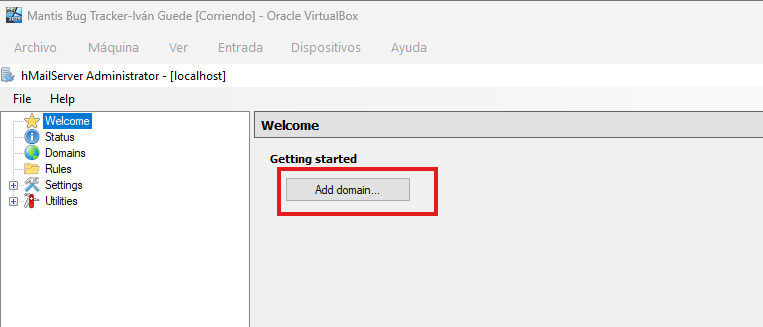 Mantis Bug Tracker-Iván Guede [Corriendo] - Oracle VirtualBox
Archivo Máquina Ver Entrada Dispositivos Ayuda
hMailServer Administrator - [localhost]
File Help
Welcome
Status
Domains
Rules
Settings
Utilities
Welcome
Getting started
Add domain...